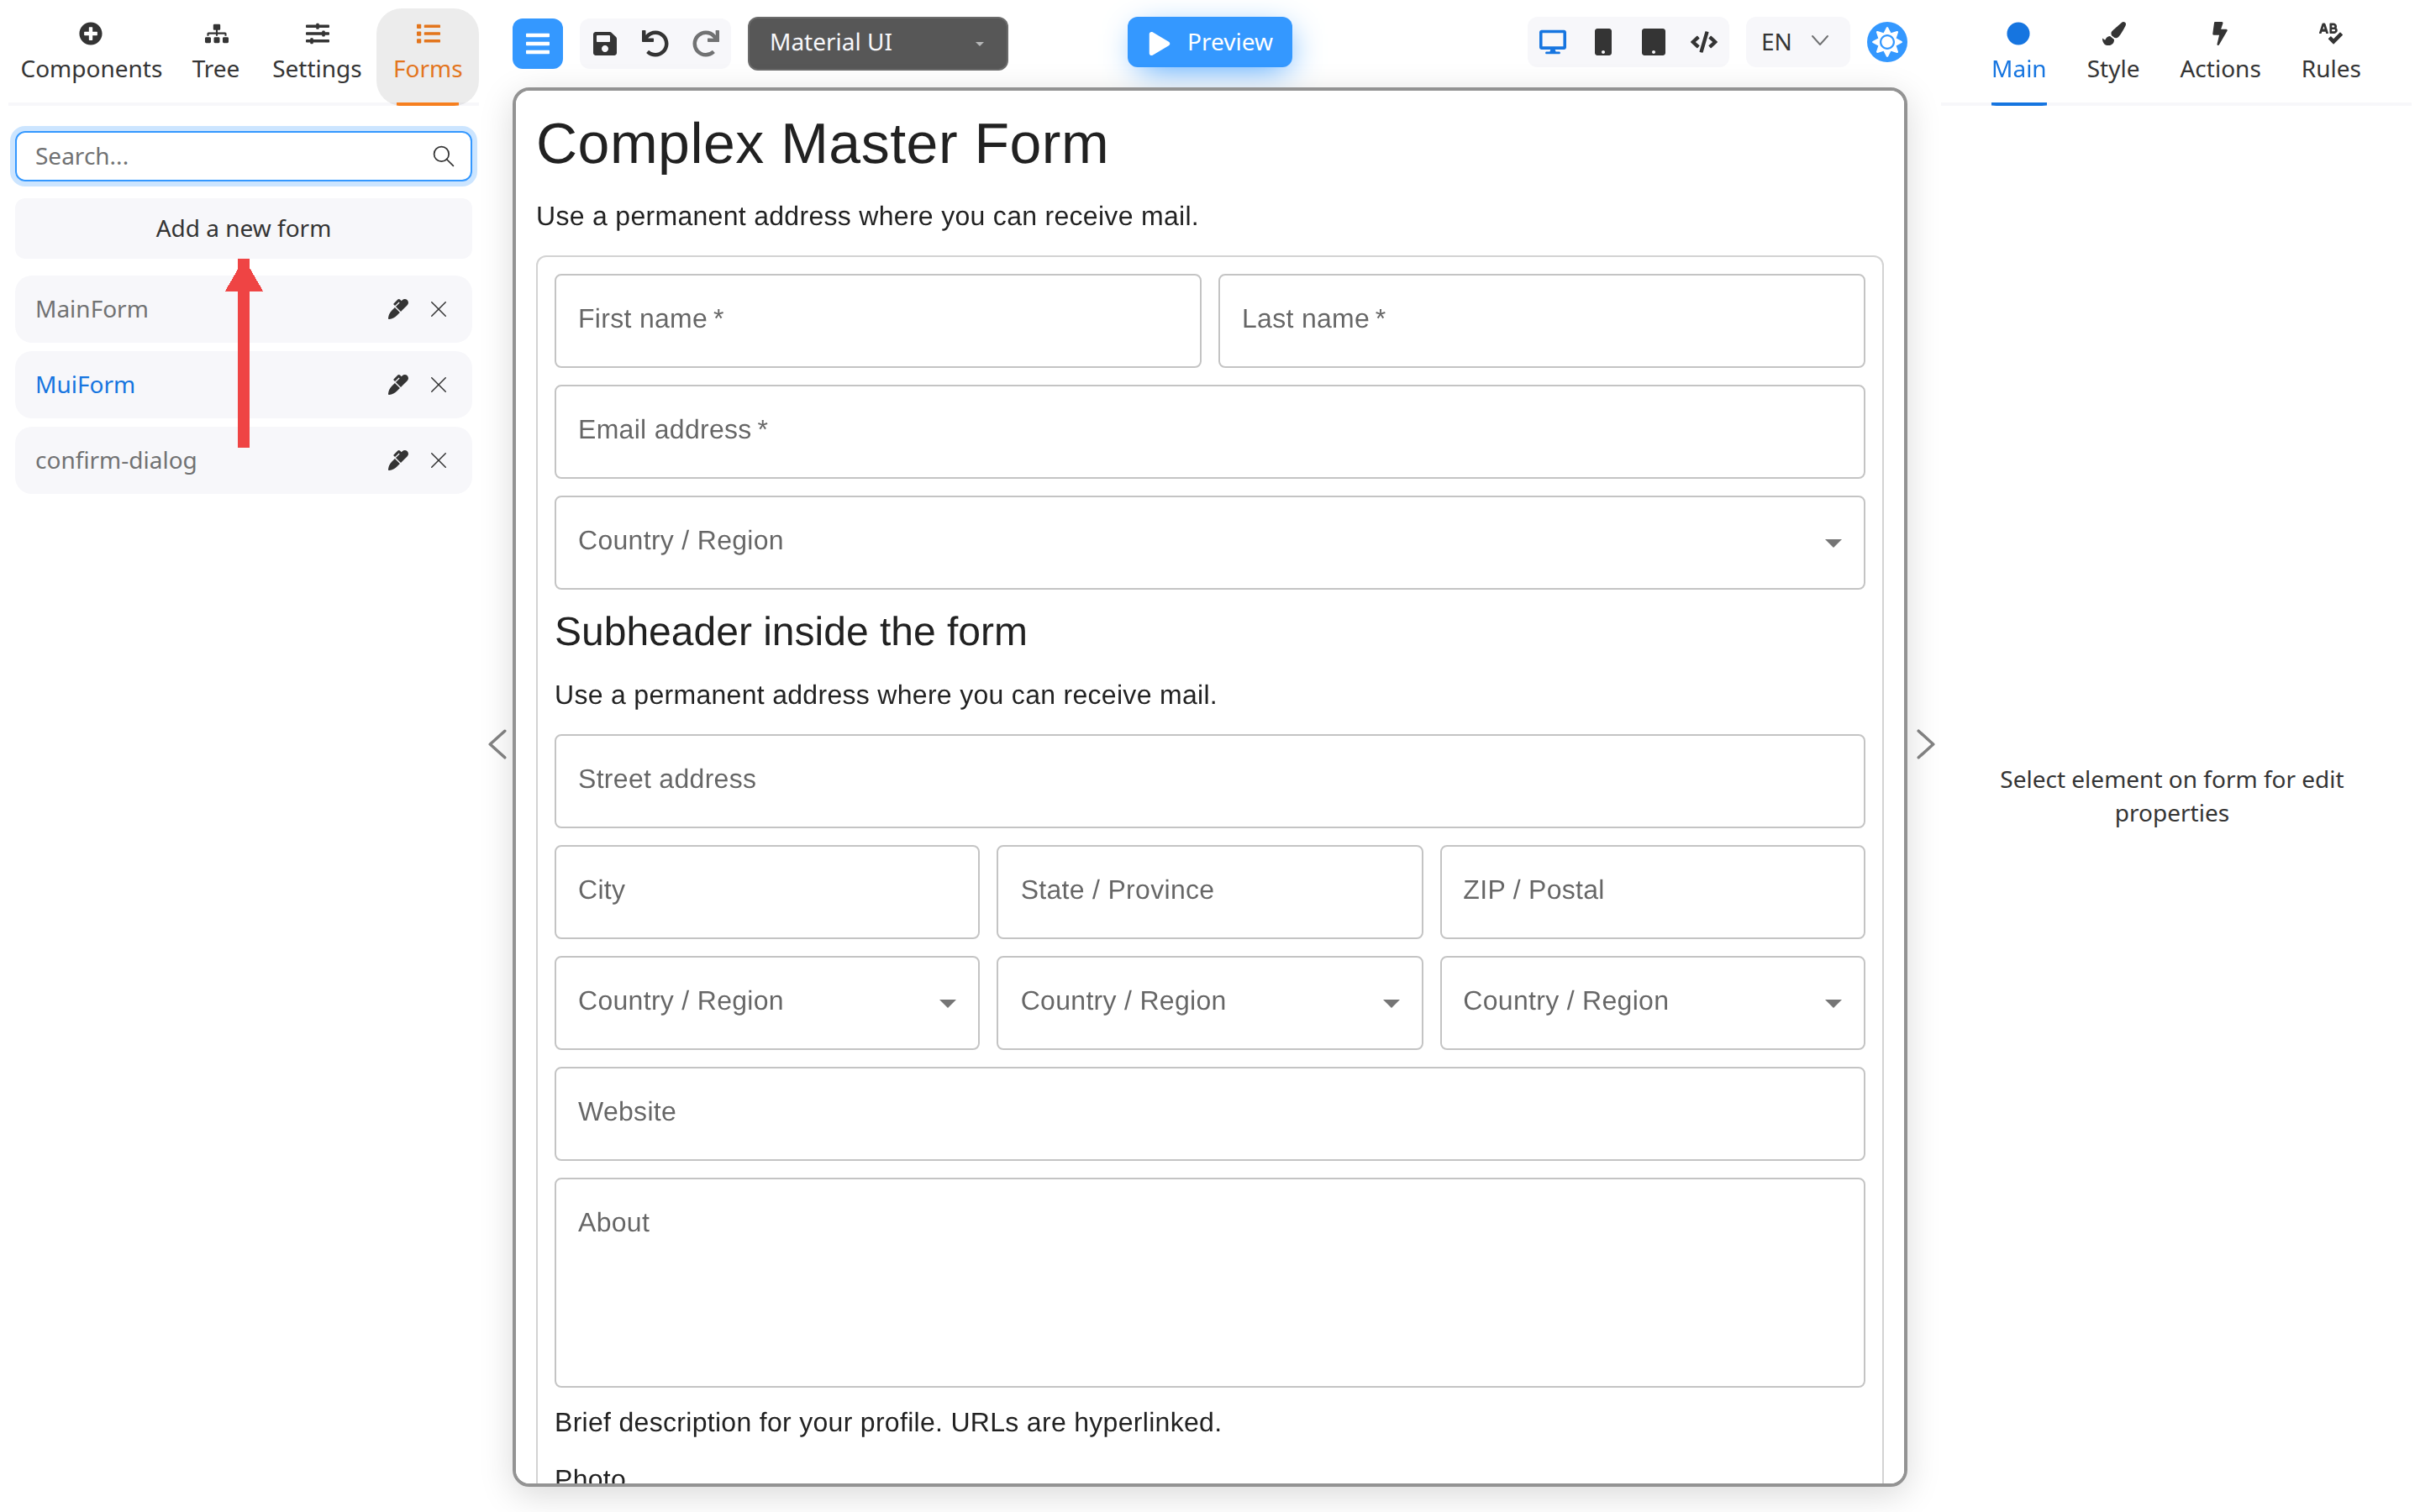 Components
Tree
Settings
Forms
Material UI
Preview
EN
Main
Style
Actions
AB
Rules
Search...
Add a new form
MainForm
MuiForm
confirm-dialog
Complex Master Form
Use a permanent address where you can receive mail.
First name *
Last name *
Email address *
Country / Region
Subheader inside the form
Use a permanent address where you can receive mail.
Street address
City
State / Province
ZIP / Postal
Country / Region
Country / Region
Country / Region
Website
About
Brief description for your profile. URLs are hyperlinked.
Photo
Select element on form for edit
properties